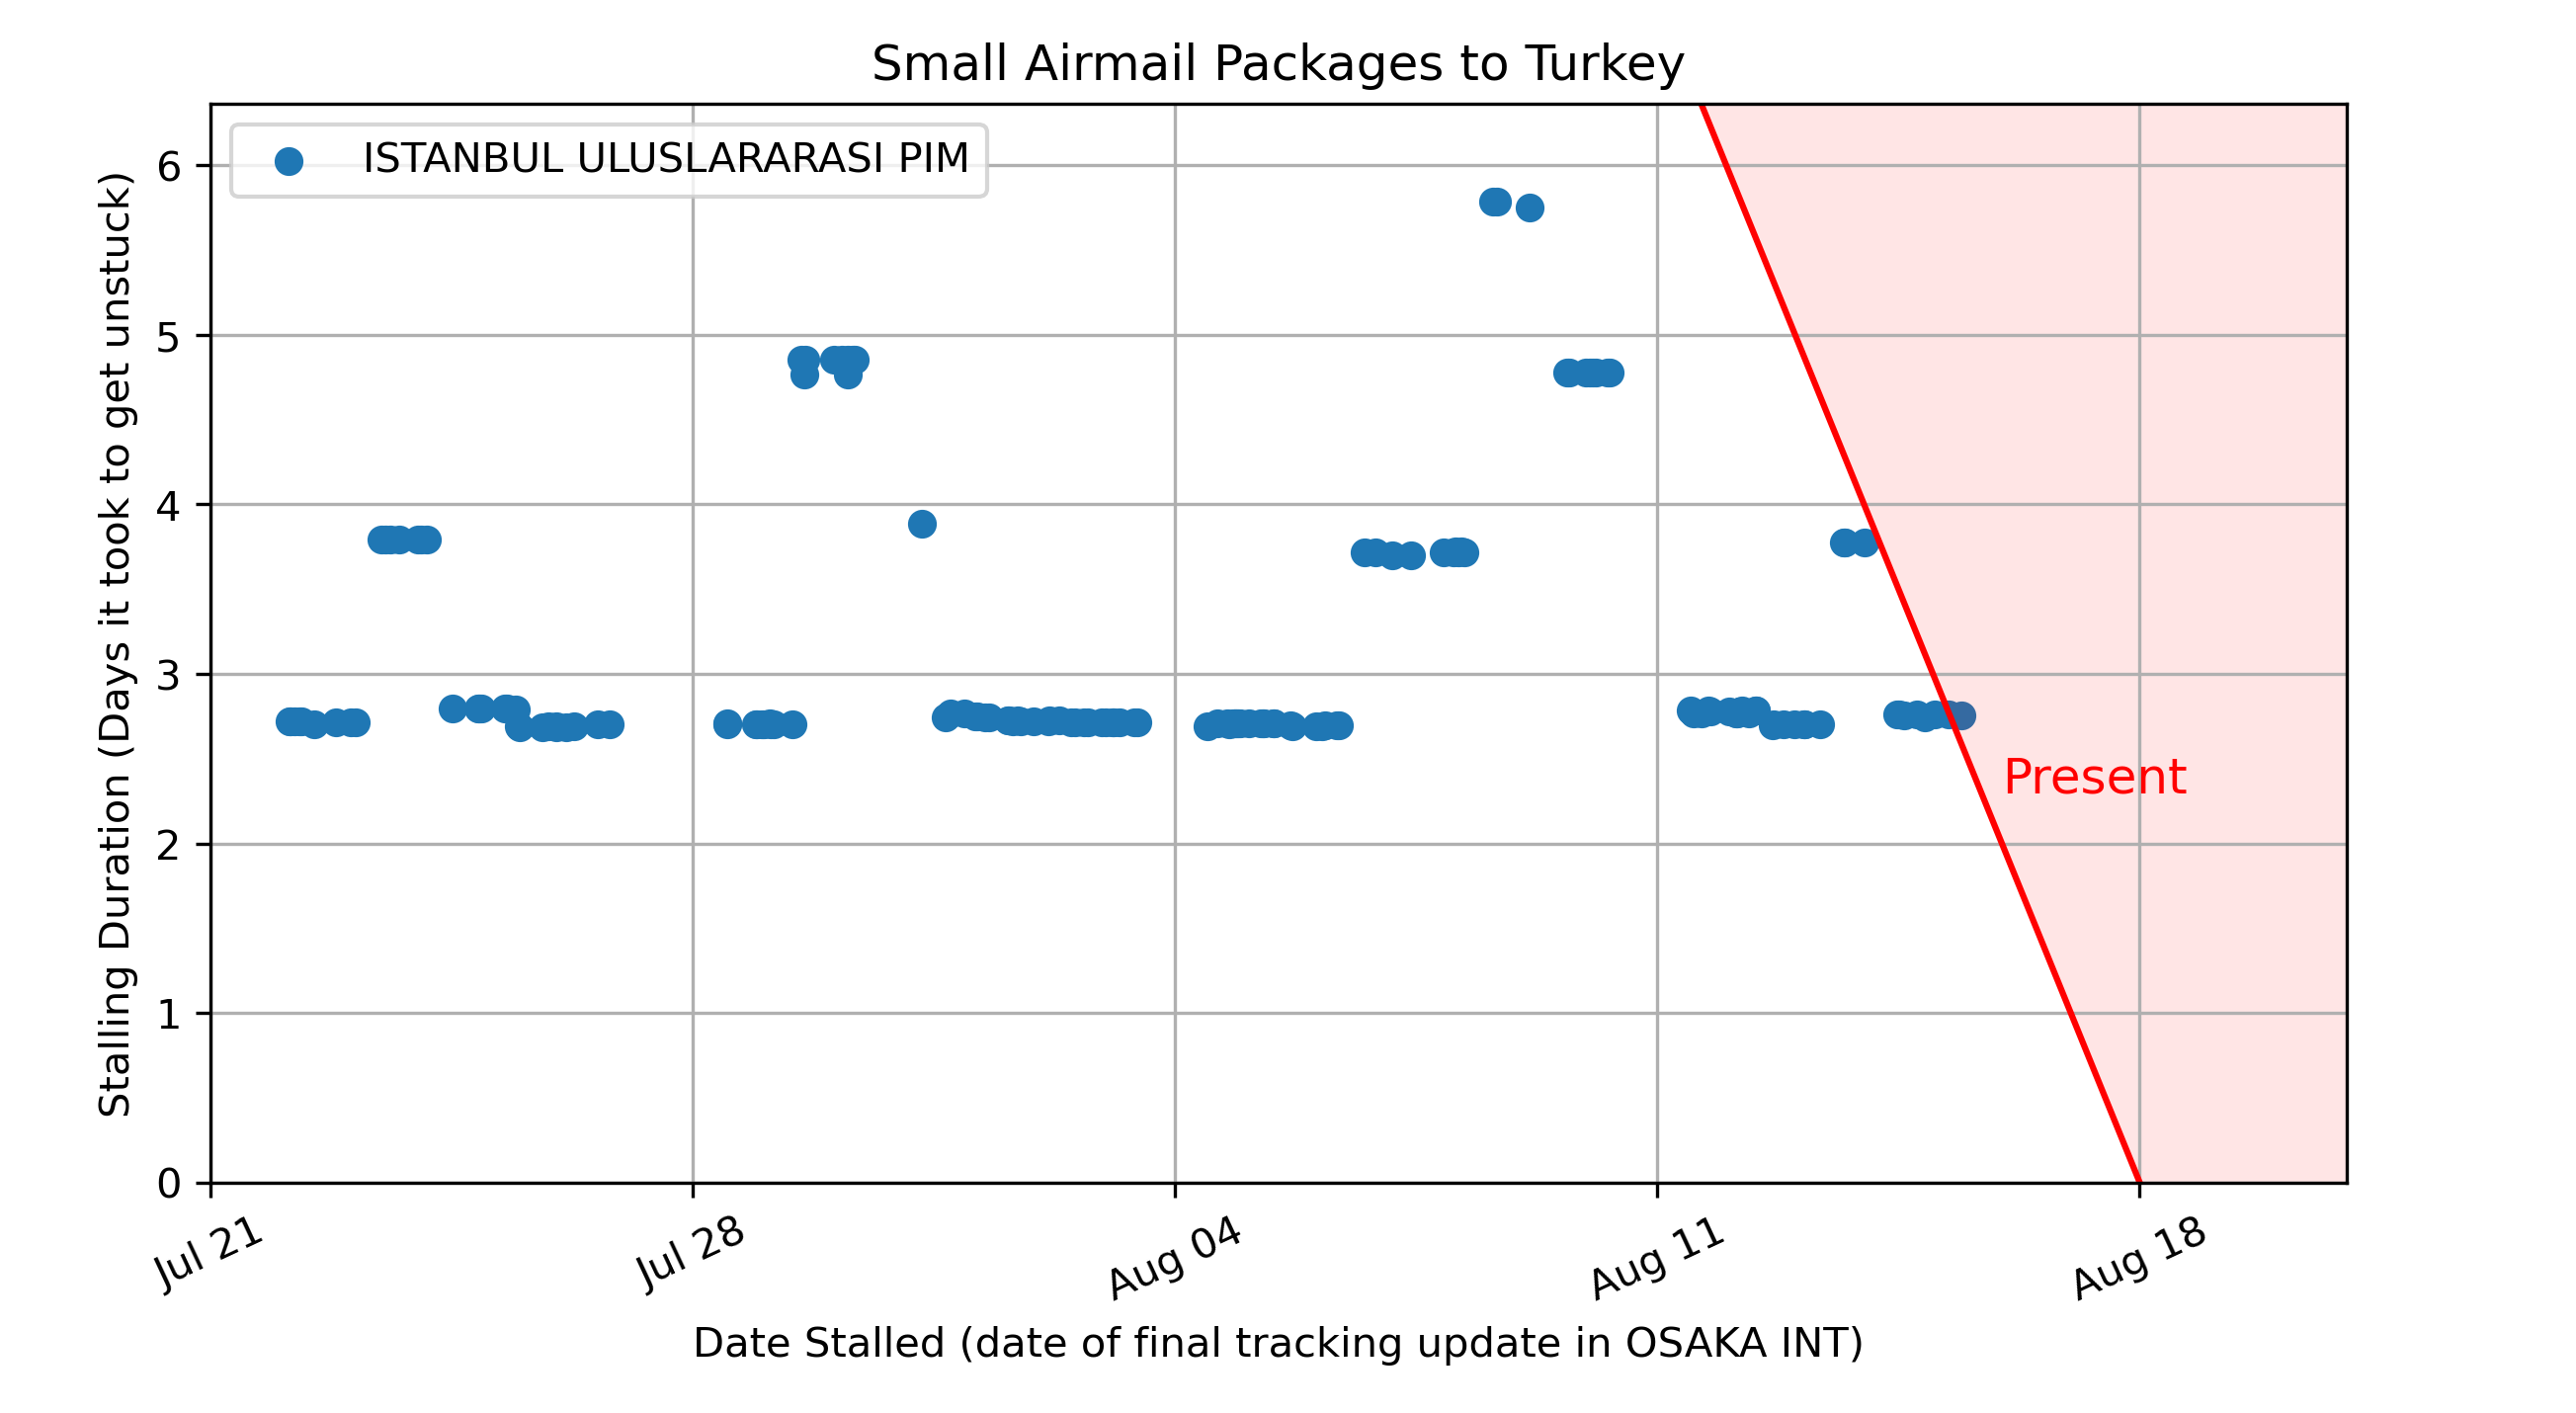 Small Airmail Packages to Turkey
ISTANBUL ULUSLARARASI PIM
Stalling Duration (Days it took to get unstuck)
6
5
4
3
2
1
0
Present
Jul 21
Jul 28
Aug 04
Aug 11
Aug 18
Date Stalled (date of final tracking update in OSAKA INT)